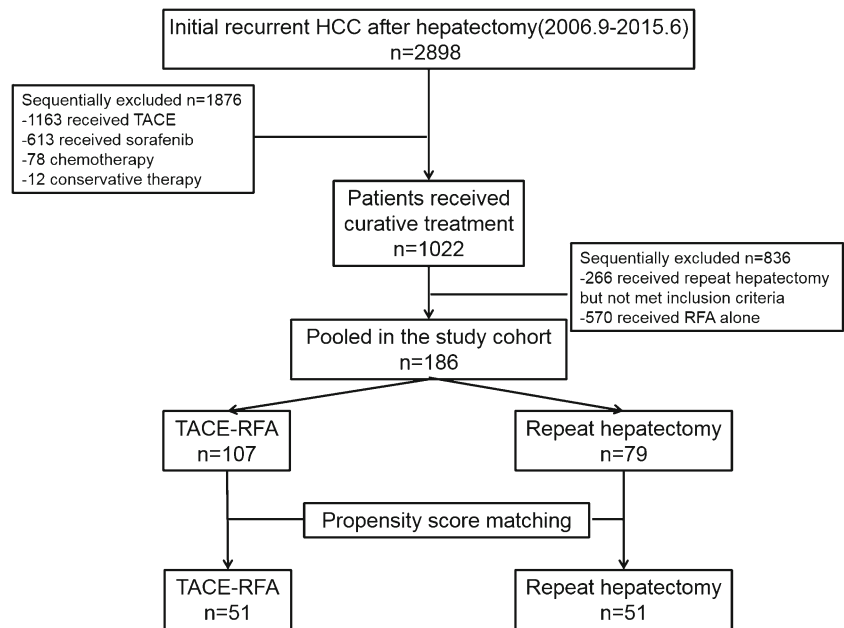 Initial recurrent HCC after hepatectomy(2006.9-2015.6)
n=2898
Sequentially excluded n=1876
-1163 received TACE
-613 received sorafenib
-78 chemotherapy
-12 conservative therapy
Patients received
curative treatment
n=1022
Sequentially excluded n=836
-266 received repeat hepatectomy
but not met inclusion criteria
-570 received RFA alone
Pooled in the study cohort
n=186
TACE-RFA
n=107
Repeat hepatectomy
n=79
Propensity score matching
TACE-RFA
n=51
Repeat hepatectomy
n=51